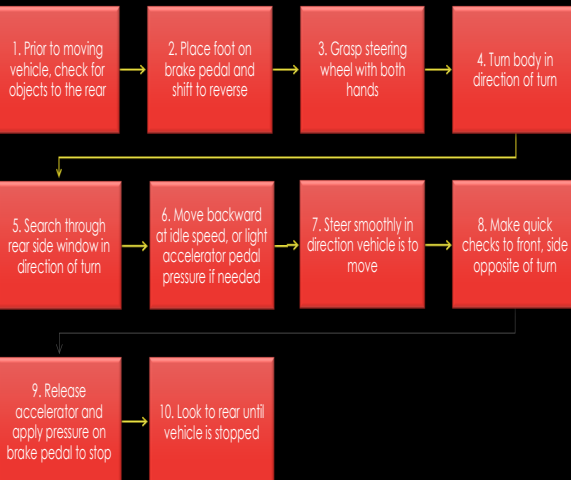 1. Prior to moving
vehicle, check for
objects to the rear
2. Place foot on
brake pedal and
shift to reverse
3. Grasp steering
wheel with both
hands
4. Turn body in
direction of turn
5. Search through
rear side window in
direction of turn
6. Move backward
at idle speed, or light
accelerator pedal
pressure if needed
7. Steer smoothly in
direction vehicle is to
move
8. Make quick
checks to front, side
opposite of turn
9. Release
accelerator and
apply pressure on
brake pedal to stop
10. Look to rear until
vehicle is stopped